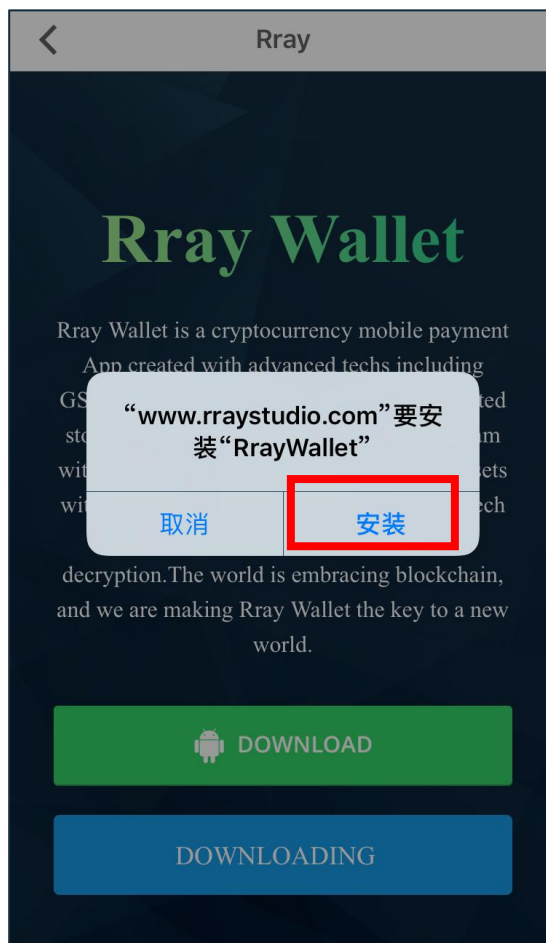 Rray
Rray Wallet
Rray Wallet is a cryptocurrency mobile payment
App created with advanced techs including
“www.rraystudio.com”要安
装“RrayWallet”
取消
安装
decryption.The world is embracing blockchain,
and we are making Rray Wallet the key to a new
world.
DOWNLOAD
DOWNLOADING